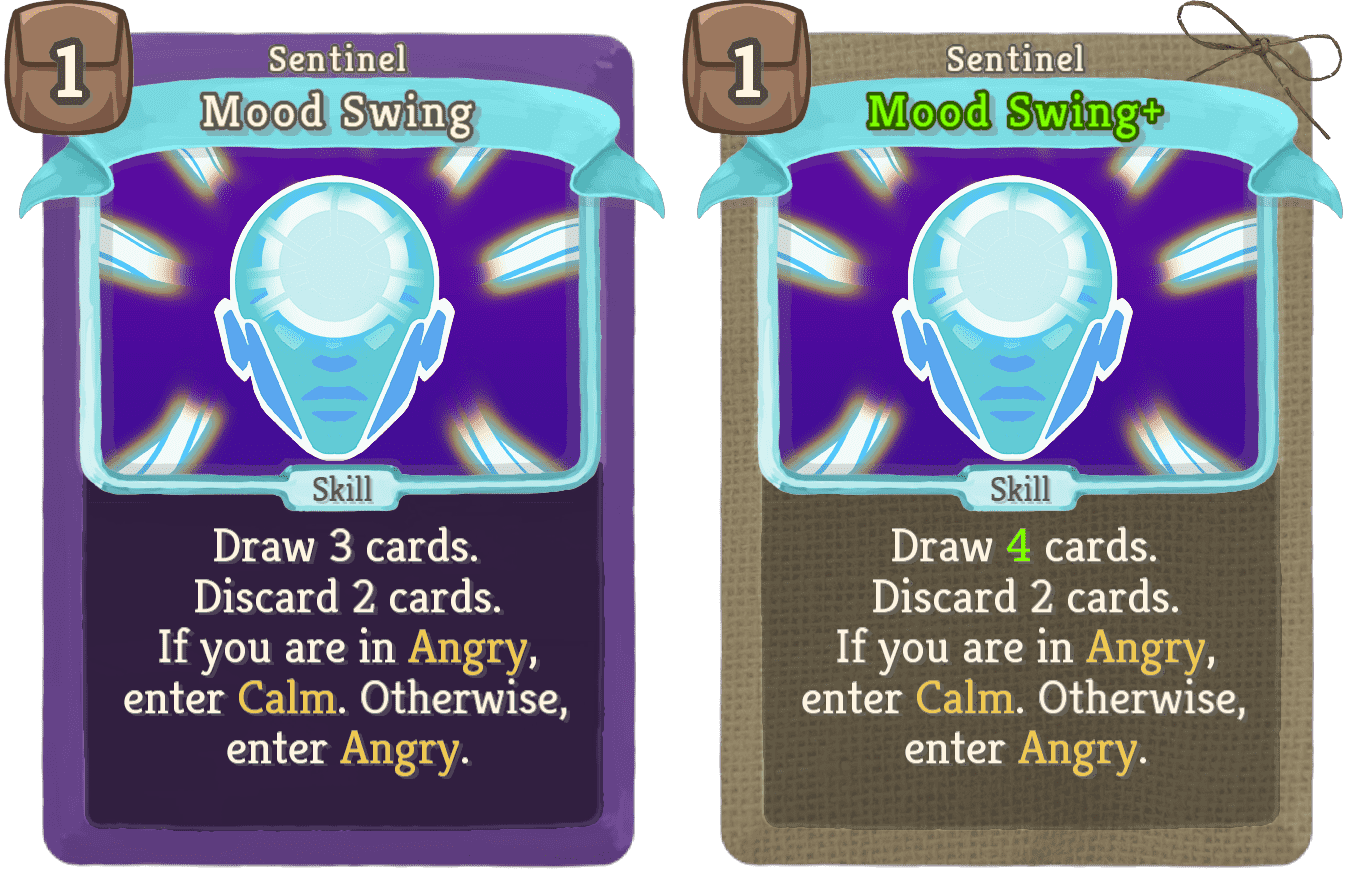 1
Sentinel
Mood Swing
Skill
Draw 3 cards.
Discard 2 cards.
If you are in Angry,
enter Calm. Otherwise,
enter Angry.
1
Sentinel
Mood Swing+
Skill
Draw 4 cards.
Discard 2 cards.
If you are in Angry,
enter Calm. Otherwise,
enter Angry.